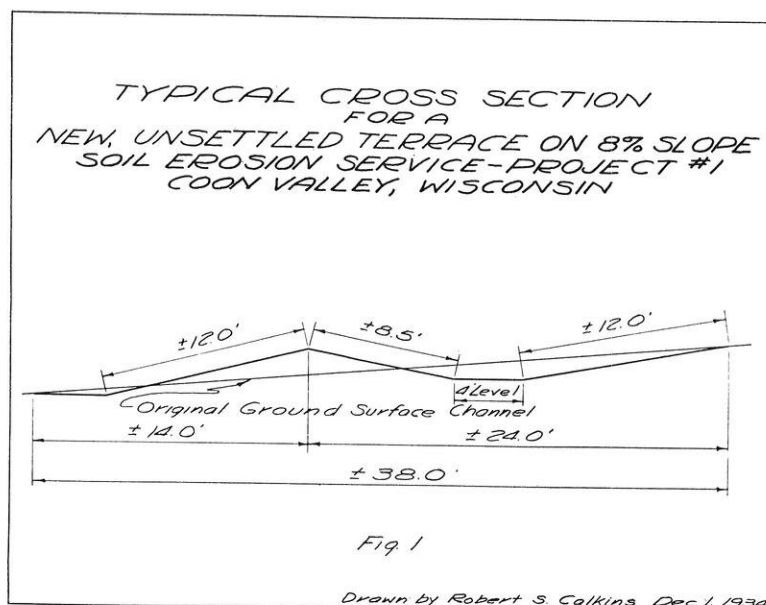 TYPICAL CROSS SECTION
FOR A
NEW, UNSETTLED TERRACE ON 8% SLOPE
SOIL EROSION SERVICE-PROJECT #1
COON VALLEY, WISCONSIN
±12.0' ±8.5' ±12.0'
4' Level
Original Ground Surface Channel
±14.0' ±24.0'
±38.0'
Fig. 1
Drawn by Robert S. Calkins Dec 1, 1934